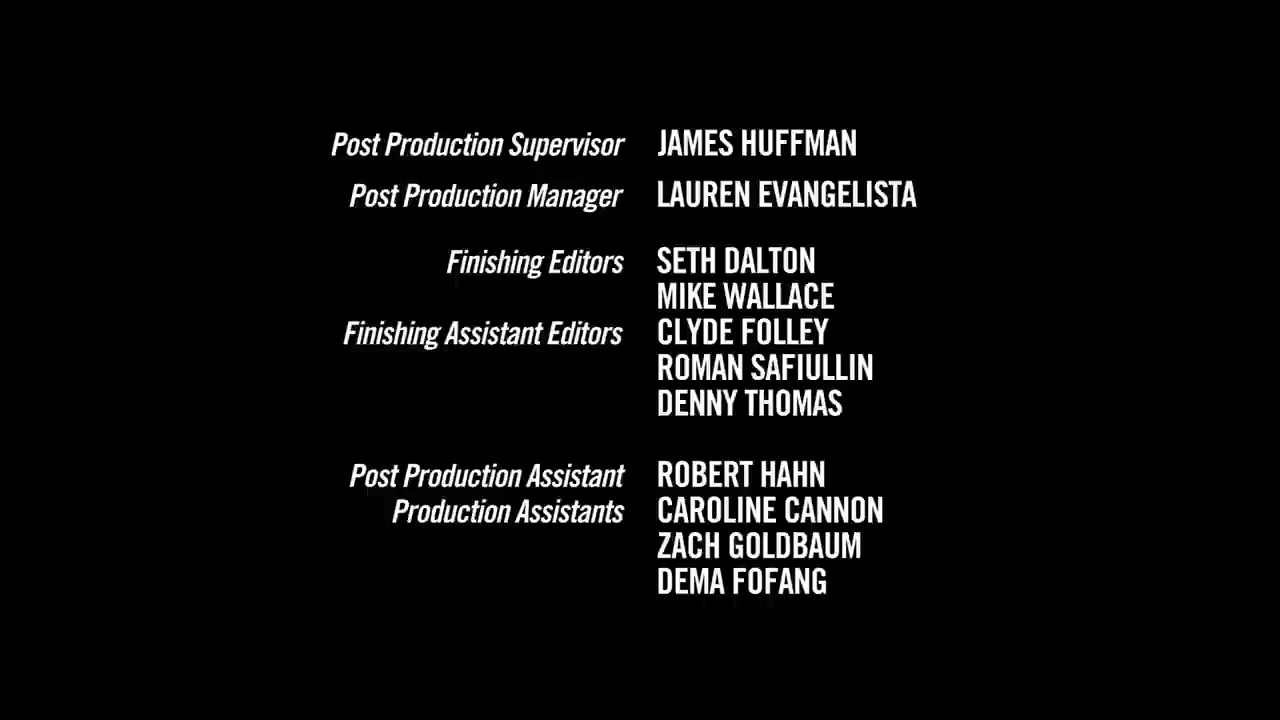 Post Production Supervisor JAMES HUFFMAN
Post Production Manager LAUREN EVANGELISTA
Finishing Editors SETH DALTON
MIKE WALLACE
Finishing Assistant Editors CLYDE FOLLEY
ROMAN SAFIULLIN
DENNY THOMAS
Post Production Assistant ROBERT HAHN
Production Assistants CAROLINE CANNON
ZACH GOLDBAUM
DEMA FOFANG